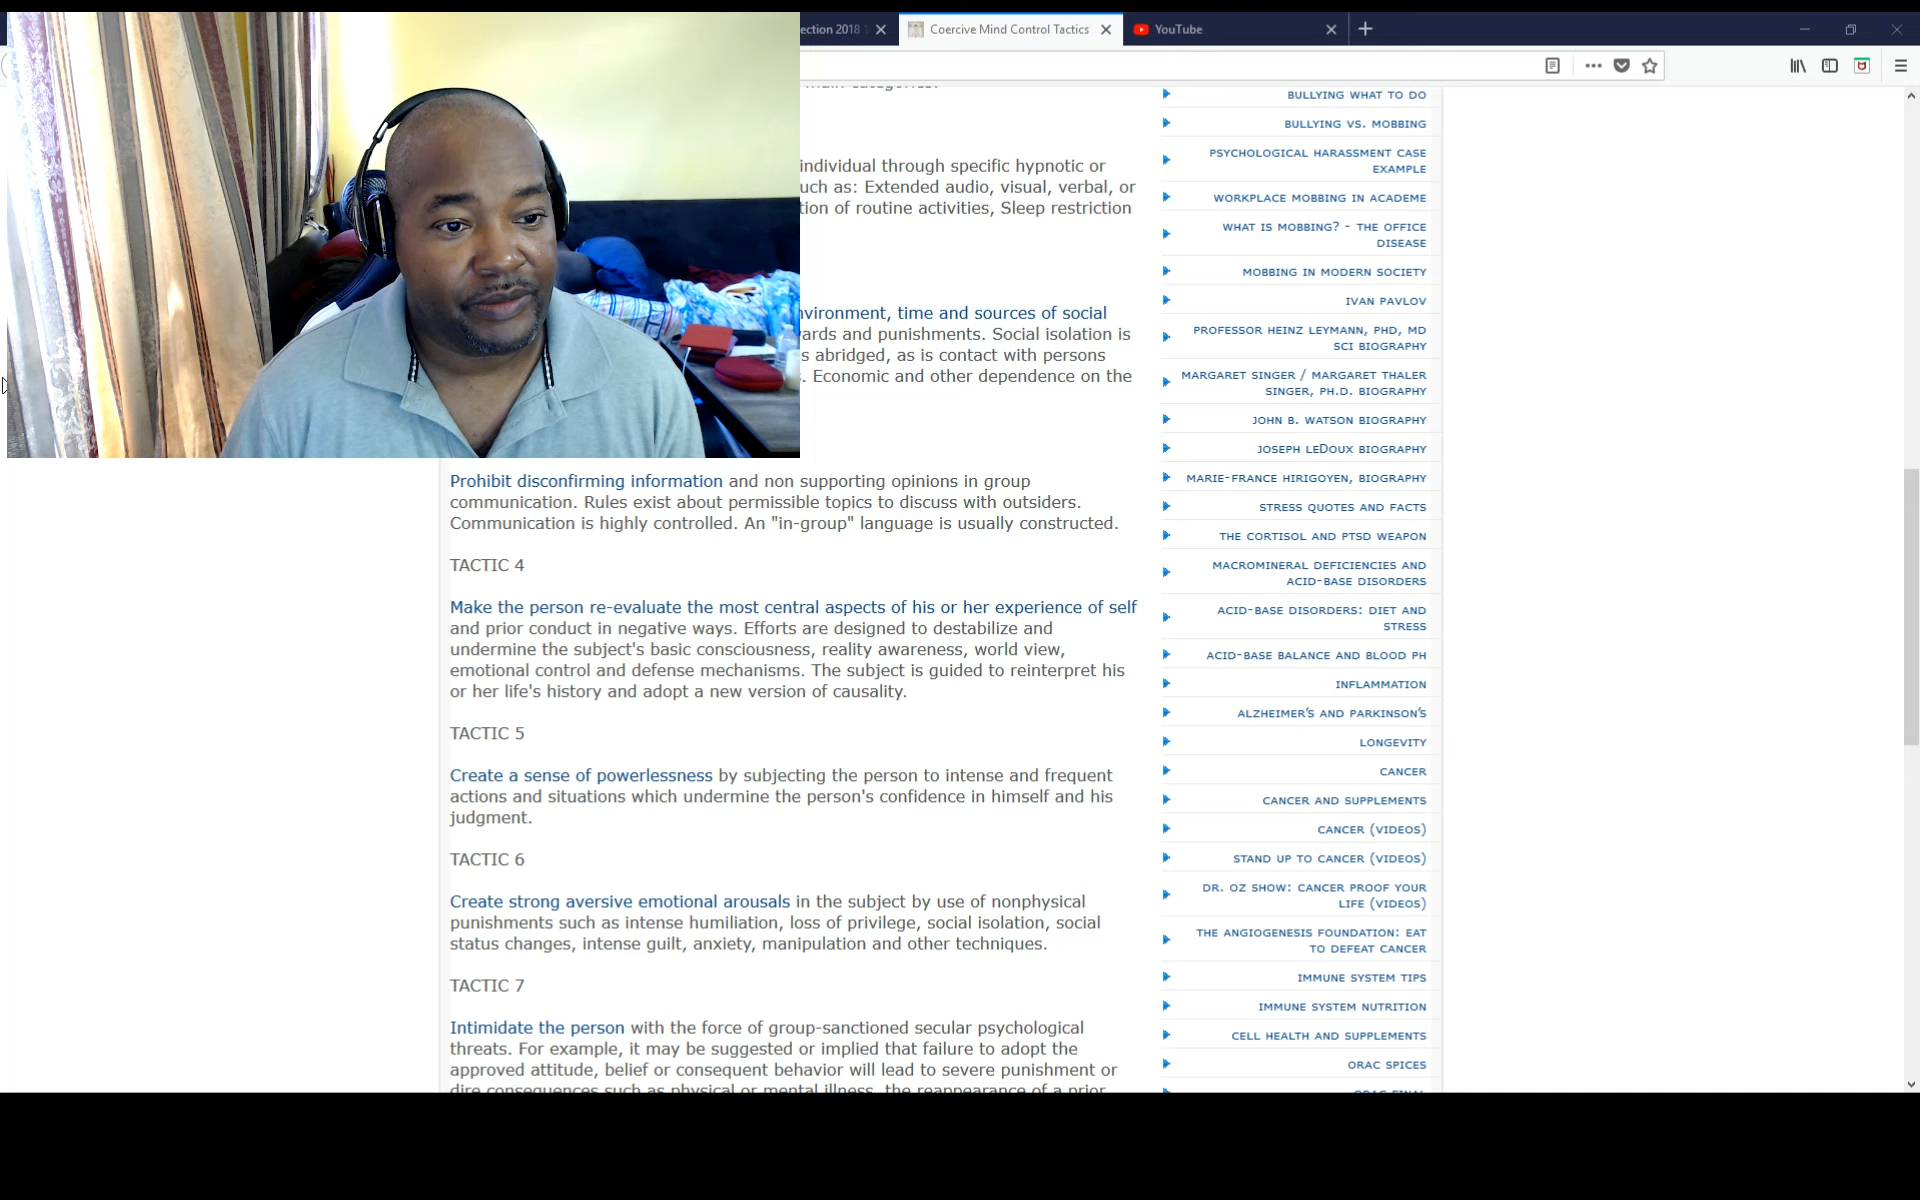 ection 2018
Coercive Mind Control Tactics
YouTube
individual through specific hypnotic or
uch as: Extended audio, visual, verbal, or
tion of routine activities, Sleep restriction
nvironment, time and sources of social
ards and punishments. Social isolation is
s abridged, as is contact with persons
s. Economic and other dependence on the
Prohibit disconfirming information and non supporting opinions in group
communication. Rules exist about permissible topics to discuss with outsiders.
Communication is highly controlled. An "in-group" language is usually constructed.
TACTIC 4
Make the person re-evaluate the most central aspects of his or her experience of self
and prior conduct in negative ways. Efforts are designed to destabilize and
undermine the subject's basic consciousness, reality awareness, world view,
emotional control and defense mechanisms. The subject is guided to reinterpret his
or her life's history and adopt a new version of causality.
TACTIC 5
Create a sense of powerlessness by subjecting the person to intense and frequent
actions and situations which undermine the person's confidence in himself and his
judgment.
TACTIC 6
Create strong aversive emotional arousals in the subject by use of nonphysical
punishments such as intense humiliation, loss of privilege, social isolation, social
status changes, intense guilt, anxiety, manipulation and other techniques.
TACTIC 7
Intimidate the person with the force of group-sanctioned secular psychological
threats. For example, it may be suggested or implied that failure to adopt the
approved attitude, belief or consequent behavior will lead to severe punishment or
dire consequences such as physical or mental illness, the reappearance of a prior
BULLYING WHAT TO DO
BULLYING VS. MOBBING
PSYCHOLOGICAL HARASSMENT CASE
EXAMPLE
WORKPLACE MOBBING IN ACADEME
WHAT IS MOBBING? - THE OFFICE
DISEASE
MOBBING IN MODERN SOCIETY
IVAN PAVLOV
PROFESSOR HEINZ LEYMANN, PHD, MD
SCI BIOGRAPHY
MARGARET SINGER / MARGARET THALER
SINGER, PH.D. BIOGRAPHY
JOHN B. WATSON BIOGRAPHY
JOSEPH LEDOUX BIOGRAPHY
MARIE-FRANCE HIRIGOYEN, BIOGRAPHY
STRESS QUOTES AND FACTS
THE CORTISOL AND PTSD WEAPON
MACROMINERAL DEFICIENCIES AND
ACID-BASE DISORDERS
ACID-BASE DISORDERS: DIET AND
STRESS
ACID-BASE BALANCE AND BLOOD PH
INFLAMMATION
ALZHEIMER'S AND PARKINSON'S
LONGEVITY
CANCER
CANCER AND SUPPLEMENTS
CANCER (VIDEOS)
STAND UP TO CANCER (VIDEOS)
DR. OZ SHOW: CANCER PROOF YOUR
LIFE (VIDEOS)
THE ANGIOGENESIS FOUNDATION: EAT
TO DEFEAT CANCER
IMMUNE SYSTEM TIPS
IMMUNE SYSTEM NUTRITION
CELL HEALTH AND SUPPLEMENTS
ORAC SPICES